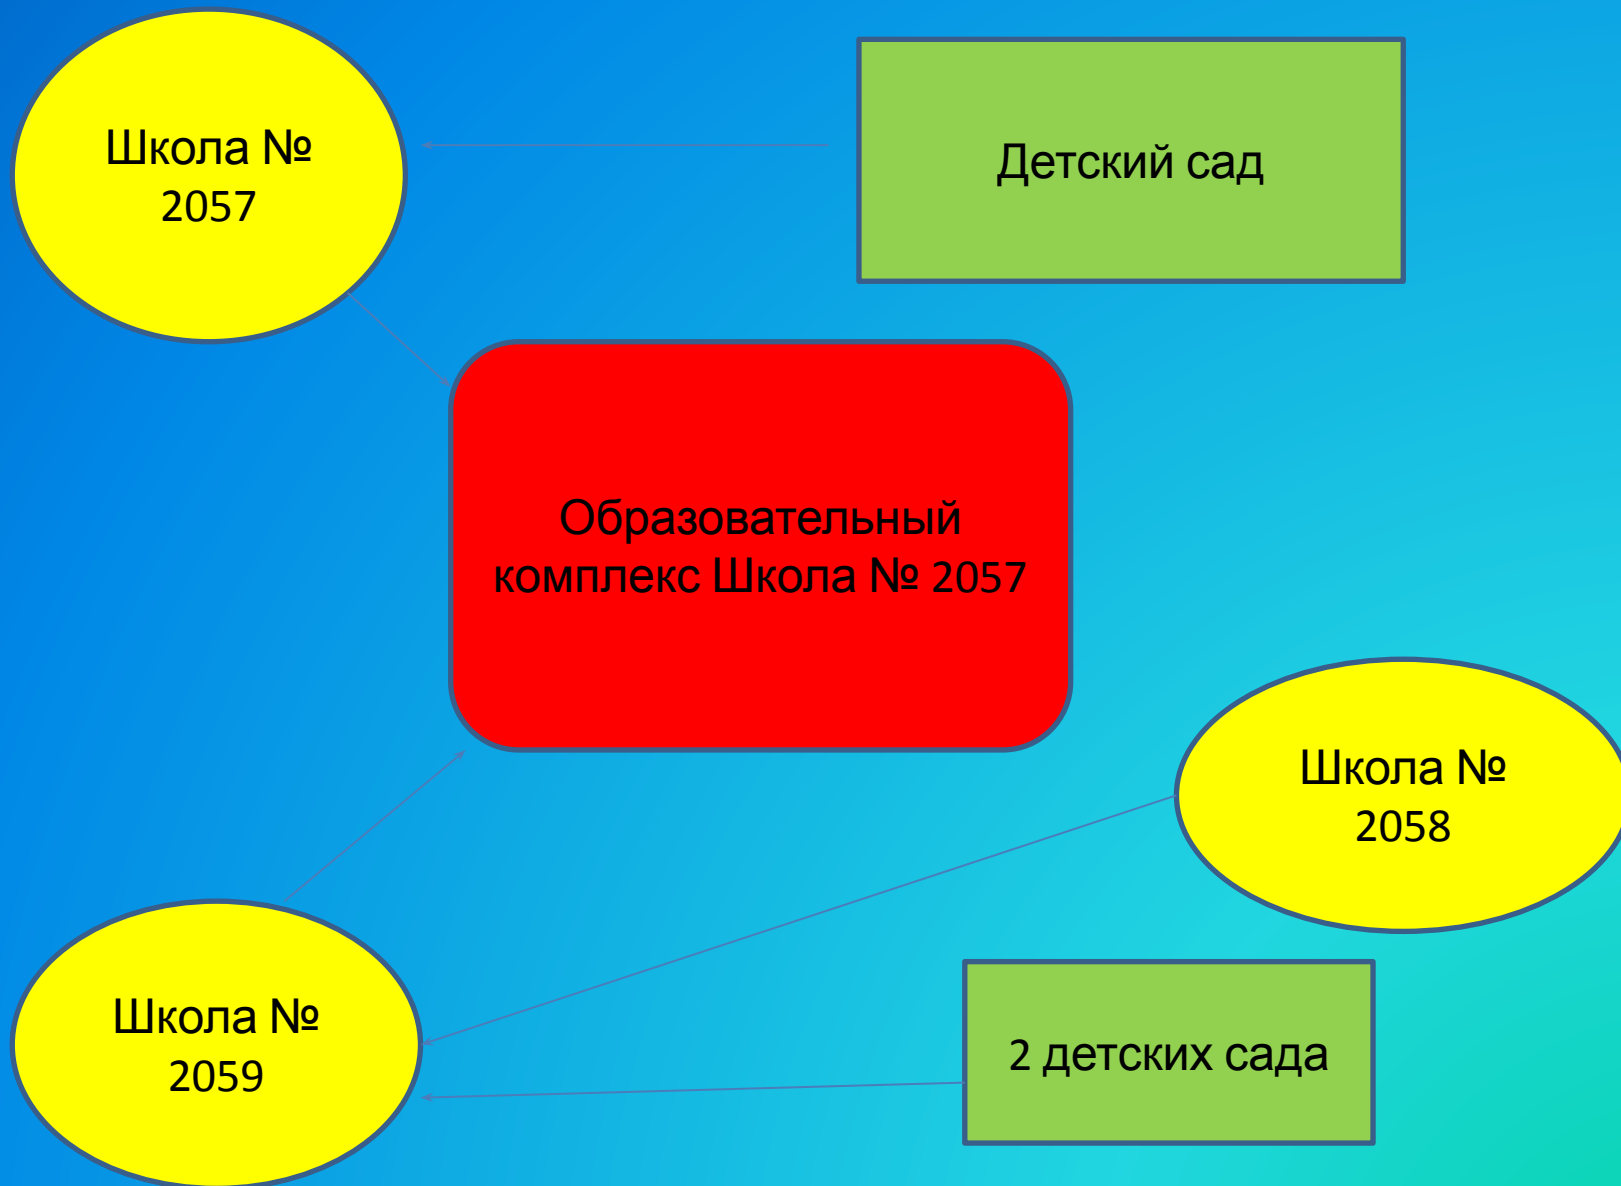 Школа №
2057
Детский сад
Образовательный
комплекс Школа № 2057
Школа №
2058
Школа №
2059
2 детских сада